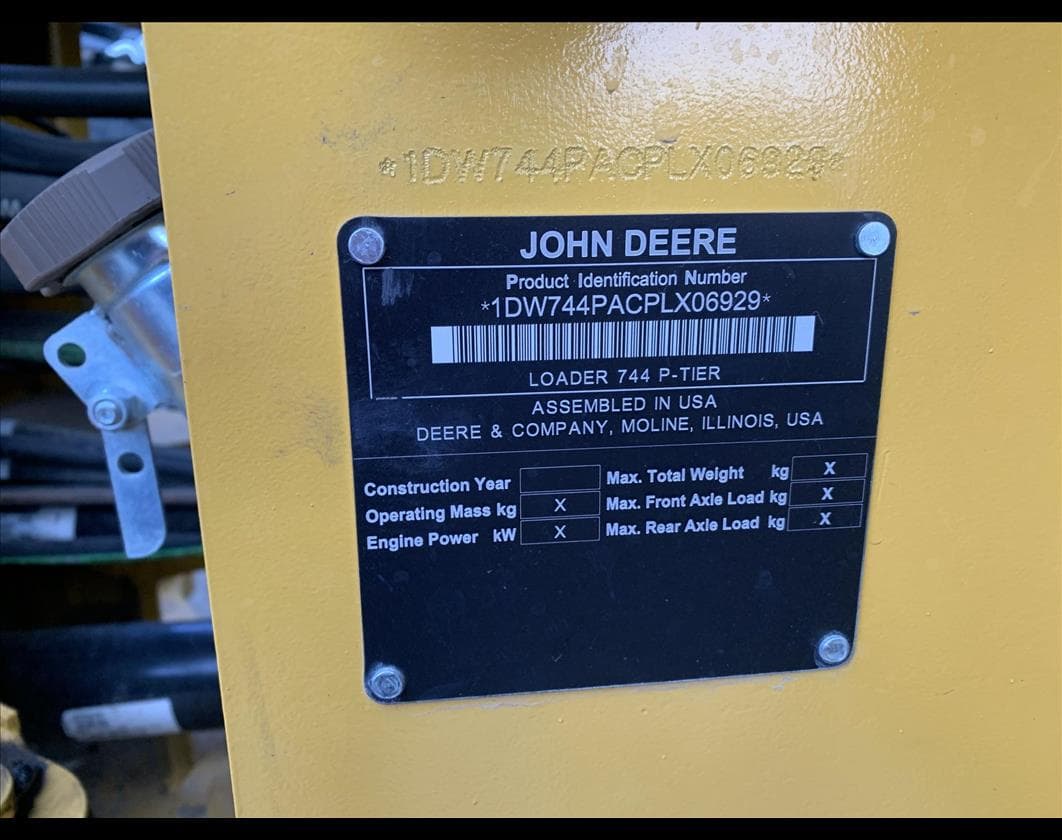 *1DW744PACPLX06929*
JOHN DEERE
Product Identification Number
*1DW744PACPLX06929*
LOADER 744 P-TIER
ASSEMBLED IN USA
DEERE & COMPANY, MOLINE, ILLINOIS, USA
Construction Year
Operating Mass kg X
Engine Power kW X
Max. Total Weight kg X
Max. Front Axle Load kg X
Max. Rear Axle Load kg X